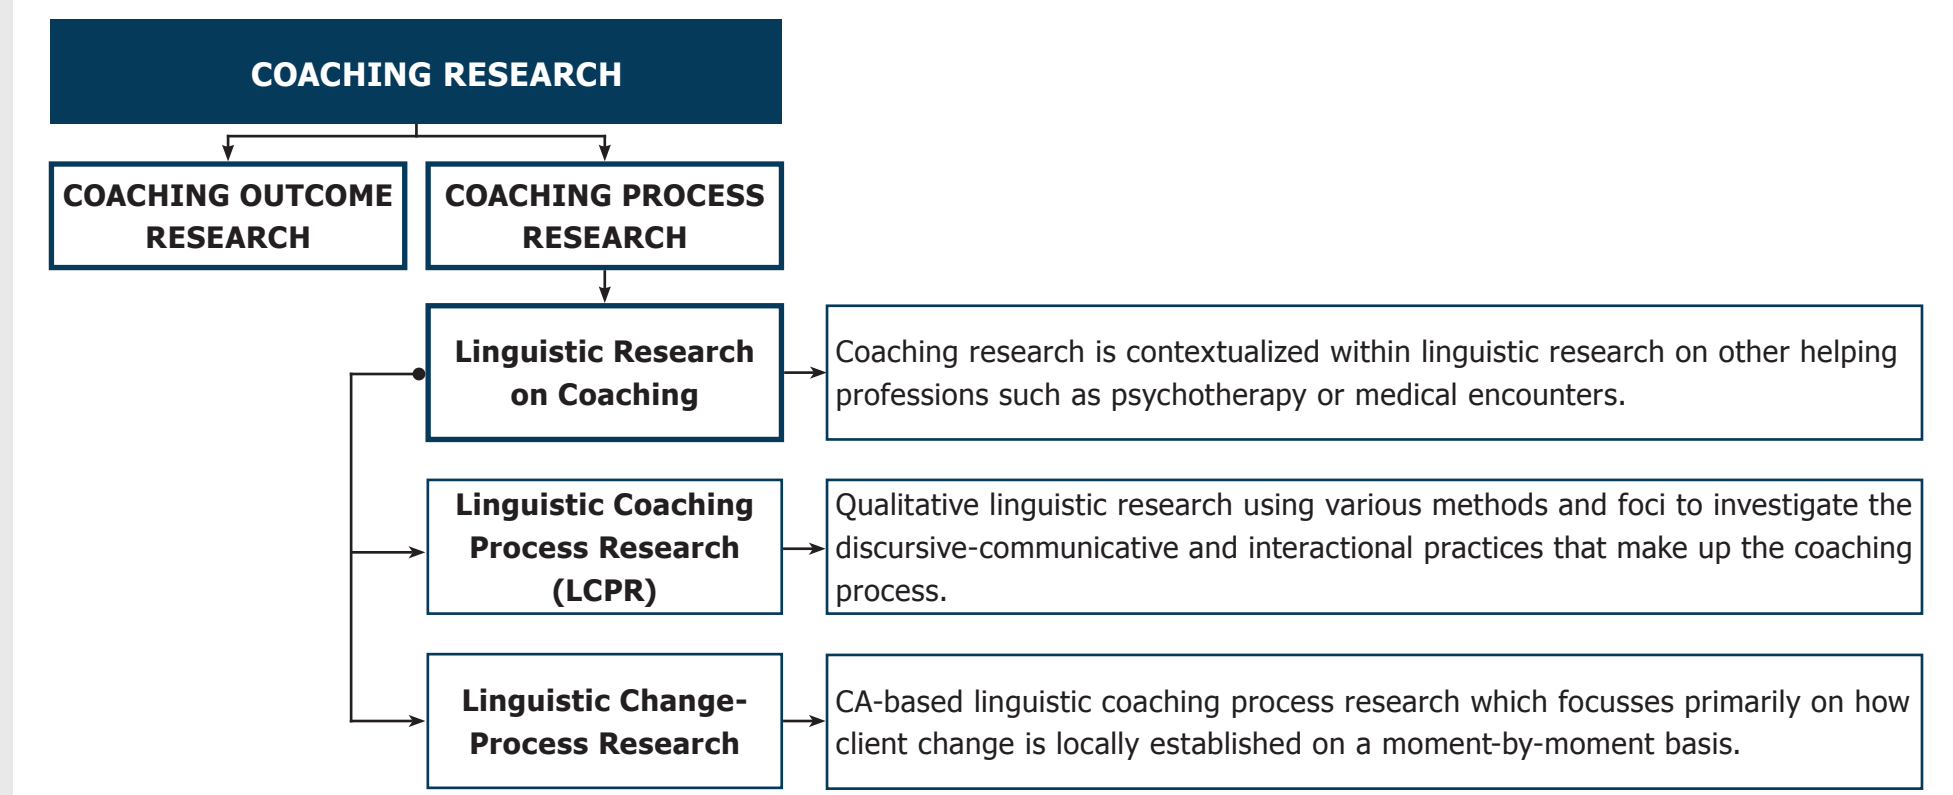 COACHING RESEARCH
COACHING OUTCOME
RESEARCH
COACHING PROCESS
RESEARCH
Linguistic Research
on Coaching
Coaching research is contextualized within linguistic research on other helping
professions such as psychotherapy or medical encounters.
Linguistic Coaching
Process Research
(LCPR)
Qualitative linguistic research using various methods and foci to investigate the
discursive-communicative and interactional practices that make up the coaching
process.
Linguistic Change-
Process Research
CA-based linguistic coaching process research which focusses primarily on how
client change is locally established on a moment-by-moment basis.